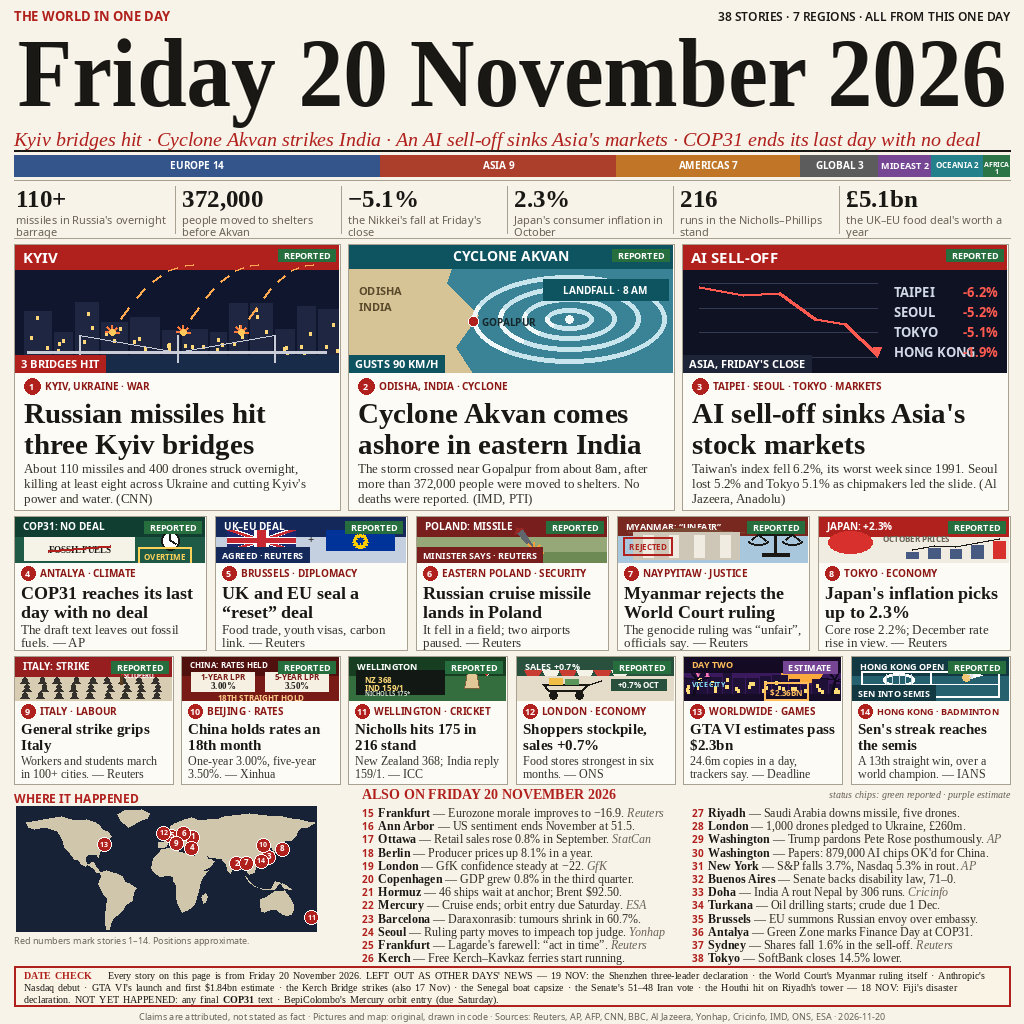 THE WORLD IN ONE DAY
38 STORIES · 7 REGIONS · ALL FROM THIS ONE DAY
Friday 20 November 2026
Kyiv bridges hit · Cyclone Akvan strikes India · An AI sell-off sinks Asia's markets · COP31 ends its last day with no deal
EUROPE 14
ASIA 9
AMERICAS 7
GLOBAL 3
MIDEAST 2
OCEANIA 2
AFRICA
1
110+
missiles in Russia's overnight
barrage
372,000
people moved to shelters
before Akvan
−5.1%
the Nikkei's fall at Friday's
close
2.3%
Japan's consumer inflation in
October
216
runs in the Nicholls–Phillips
stand
£5.1bn
the UK–EU food deal's worth a
year
KYIV
REPORTED
3 BRIDGES HIT
1 KYIV, UKRAINE · WAR
Russian missiles hit
three Kyiv bridges
About 110 missiles and 400 drones struck overnight,
killing at least eight across Ukraine and cutting Kyiv's
power and water. (CNN)
CYCLONE AKVAN
REPORTED
ODISHA
INDIA
LANDFALL · 8 AM
GOPALPUR
GUSTS 90 KM/H
2 ODISHA, INDIA · CYCLONE
Cyclone Akvan comes
ashore in eastern India
The storm crossed near Gopalpur from about 8am, after
more than 372,000 people were moved to shelters. No
deaths were reported. (IMD, PTI)
AI SELL-OFF
REPORTED
TAIPEI -6.2%
SEOUL -5.2%
TOKYO -5.1%
HONG KONG .9%
ASIA, FRIDAY'S CLOSE
3 TAIPEI · SEOUL · TOKYO · MARKETS
AI sell-off sinks Asia's
stock markets
Taiwan's index fell 6.2%, its worst week since 1991. Seoul
lost 5.2% and Tokyo 5.1% as chipmakers led the slide. (Al
Jazeera, Anadolu)
COP31: NO DEAL
REPORTED
FOSSIL FUELS
OVERTIME
4 ANTALYA · CLIMATE
COP31 reaches its last
day with no deal
The draft text leaves out fossil
fuels. — AP
UK-EU DEAL
REPORTED
+
AGREED · REUTERS
5 BRUSSELS · DIPLOMACY
UK and EU seal a
“reset” deal
Food trade, youth visas, carbon
link. — Reuters
POLAND: MISSILE
REPORTED
MINISTER SAYS · REUTERS
6 EASTERN POLAND · SECURITY
Russian cruise missile
lands in Poland
It fell in a field; two airports
paused. — Reuters
MYANMAR: “UNFAIR”
REPORTED
REJECTED
7 NAYPYITAW · JUSTICE
Myanmar rejects the
World Court ruling
The genocide ruling was “unfair”,
officials say. — Reuters
JAPAN: +2.3%
REPORTED
OCTOBER PRICES
8 TOKYO · ECONOMY
Japan's inflation picks
up to 2.3%
Core rose 2.2%; December rate
rise in view. — Reuters
ITALY: STRIKE
REPORTED
9 ITALY · LABOUR
General strike grips
Italy
Workers and students march
in 100+ cities. — Reuters
CHINA: RATES HELD
REPORTED
1-YEAR LPR
3.00%
5-YEAR LPR
3.50%
18TH STRAIGHT HOLD
10 BEIJING · RATES
China holds rates an
18th month
One-year 3.00%, five-year
3.50%. — Xinhua
WELLINGTON
REPORTED
NZ 368
IND 159/1
NICHOLLS 175*
11 WELLINGTON · CRICKET
Nicholls hits 175 in
216 stand
New Zealand 368; India reply
159/1. — ICC
SALES +0.7%
REPORTED
+0.7% OCT
12 LONDON · ECONOMY
Shoppers stockpile,
sales +0.7%
Food stores strongest in six
months. — ONS
DAY TWO
ESTIMATE
VICE CITY
$2.36BN
13 WORLDWIDE · GAMES
GTA VI estimates pass
$2.3bn
24.6m copies in a day,
trackers say. — Deadline
HONG KONG OPEN
REPORTED
SEN INTO SEMIS
14 HONG KONG · BADMINTON
Sen's streak reaches
the semis
A 13th straight win, over a
world champion. — IANS
WHERE IT HAPPENED
13
12
6
1
9
4
10
8
3
2
7
14
5
11
Red numbers mark stories 1–14. Positions approximate.
ALSO ON FRIDAY 20 NOVEMBER 2026
status chips: green reported · purple estimate
15 Frankfurt — Eurozone morale improves to −16.9. Reuters
16 Ann Arbor — US sentiment ends November at 51.5.
17 Ottawa — Retail sales rose 0.8% in September. StatCan
18 Berlin — Producer prices up 8.1% in a year.
19 London — GfK confidence steady at −22. GfK
20 Copenhagen — GDP grew 0.8% in the third quarter.
21 Hormuz — 46 ships wait at anchor; Brent $92.50.
22 Mercury — Cruise ends; orbit entry due Saturday. ESA
23 Barcelona — Daraxonrasib: tumours shrink in 60.7%.
24 Seoul — Ruling party moves to impeach top judge. Yonhap
25 Frankfurt — Lagarde's farewell: “act in time”. Reuters
26 Kerch — Free Kerch–Kavkaz ferries start running.
27 Riyadh — Saudi Arabia downs missile, five drones.
28 London — 1,000 drones pledged to Ukraine, £260m.
29 Washington — Trump pardons Pete Rose posthumously. AP
30 Washington — Papers: 879,000 AI chips OK'd for China.
31 New York — S&P falls 3.7%, Nasdaq 5.3% in rout. AP
32 Buenos Aires — Senate backs disability law, 71–0.
33 Doha — India A rout Nepal by 306 runs. Cricinfo
34 Turkana — Oil drilling starts; crude due 1 Dec.
35 Brussels — EU summons Russian envoy over embassy.
36 Antalya — Green Zone marks Finance Day at COP31.
37 Sydney — Shares fall 1.6% in the sell-off. Reuters
38 Tokyo — SoftBank closes 14.5% lower.
DATE CHECK Every story on this page is from Friday 20 November 2026. LEFT OUT AS OTHER DAYS' NEWS — 19 NOV: the Shenzhen three-leader declaration · the World Court's Myanmar ruling itself · Anthropic's
Nasdaq debut · GTA VI's launch and first $1.84bn estimate · the Kerch Bridge strikes (also 17 Nov) · the Senegal boat capsize · the Senate's 51–48 Iran vote · the Houthi hit on Riyadh's tower — 18 NOV: Fiji's disaster
declaration. NOT YET HAPPENED: any final COP31 text · BepiColombo's Mercury orbit entry (due Saturday).
Claims are attributed, not stated as fact · Pictures and map: original, drawn in code · Sources: Reuters, AP, AFP, CNN, BBC, Al Jazeera, Yonhap, Cricinfo, IMD, ONS, ESA · 2026-11-20